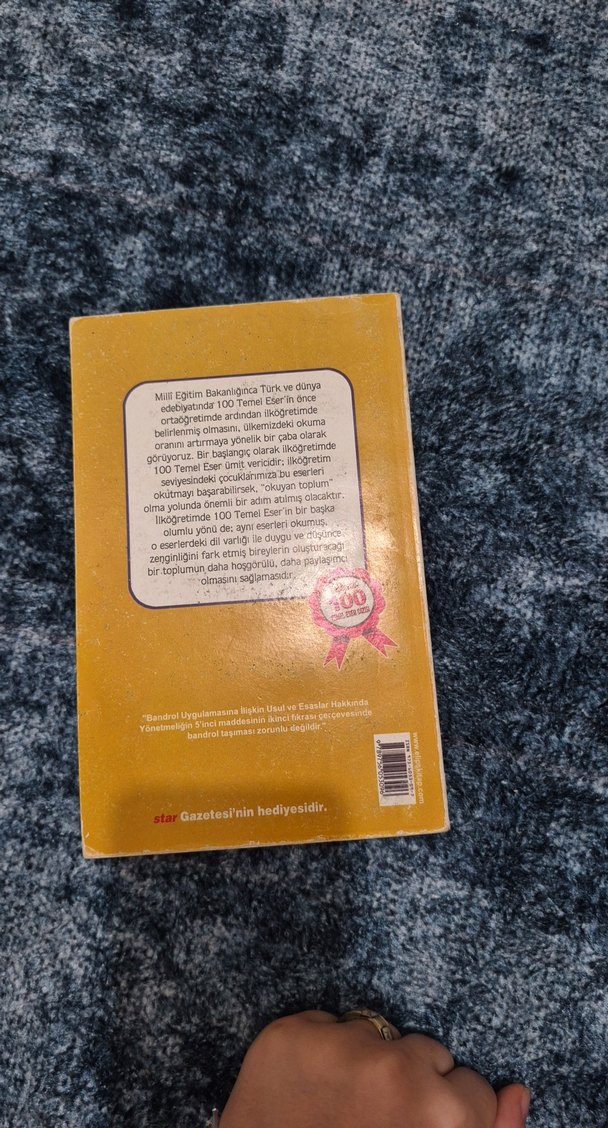 Millî Eğitim Bakanlığınca Türk ve dünya
edebiyatında 100 Temel Eser'in önce
ortaöğretimde ardından ilköğretimde
belirlenmiş olmasını, ülkemizdeki okuma
oranını artırmaya yönelik bir çaba olarak
görüyoruz. Bir başlangıç olarak ilköğretimde
100 Temel Eser ümit vericidir; ilköğretim
seviyesindeki çocuklarımıza bu eserleri
okutmayı başarabilirsek, "okuyan toplum"
olma yolunda önemli bir adım atılmış olacaktır.
İlköğretimde 100 Temel Eser'in bir başka
olumlu yönü de; aynı eserleri okumuş,
o eserlerdeki dil varlığı ile duygu ve düşünce
zenginliğini fark etmiş bireylerin oluşturacağı
bir toplumun daha hoşgörülü, daha paylaşımcı
olmasını sağlamasıdır.
100
"Bandrol Uygulamasına İlişkin Usul ve Esaslar Hakkında
Yönetmeliğin 5'inci maddesinin ikinci fıkrası çerçevesinde
bandrol taşıması zorunlu değildir."
star Gazetesi'nin hediyesidir.